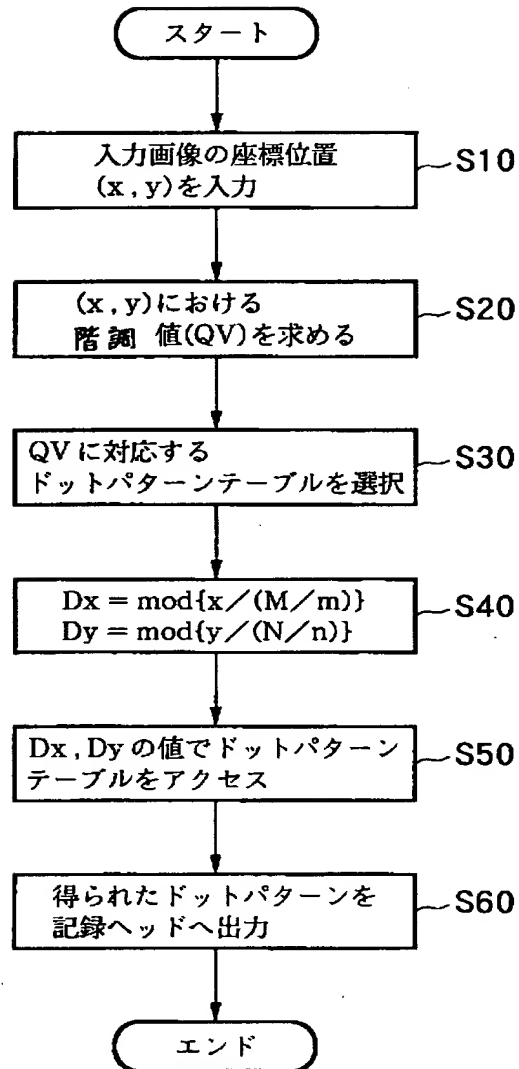 スタート
入力画像の座標位置
(x,y)を入力
S10
(x,y)における
階調 値(QV)を求める
S20
QVに対応する
ドットパターンテーブルを選択
S30
Dx=mod{x/(M/m)}
Dy=mod{y/(N/n)}
S40
Dx,Dyの値でドットパターン
テーブルをアクセス
S50
得られたドットパターンを
記録ヘッドへ出力
S60
エンド